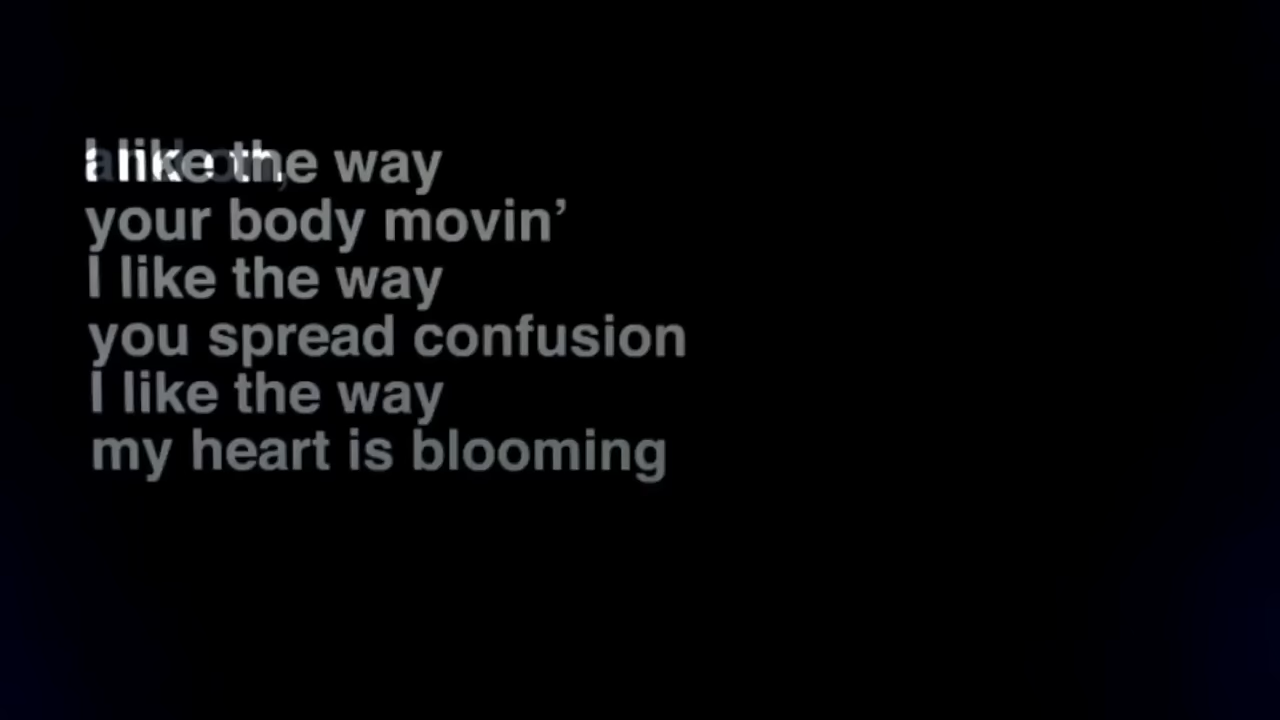 I like the way
your body movin’
I like the way
you spread confusion
I like the way
my heart is blooming